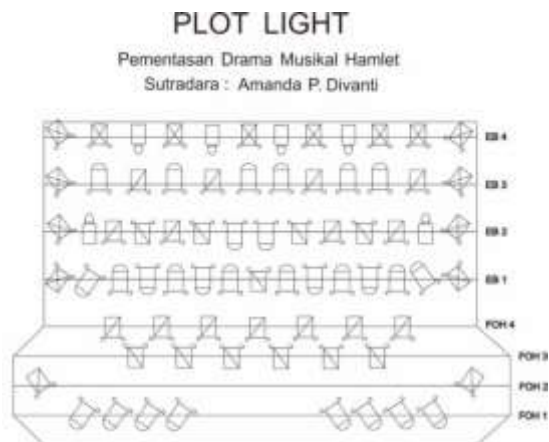 PLOT LIGHT
Pementasan Drama Musikal Hamlet
Sutradara : Amanda P. Divanti
EB 4
EB 3
EB 2
EB 1
FOH 4
FOH 3
FOH 2
FOH 1